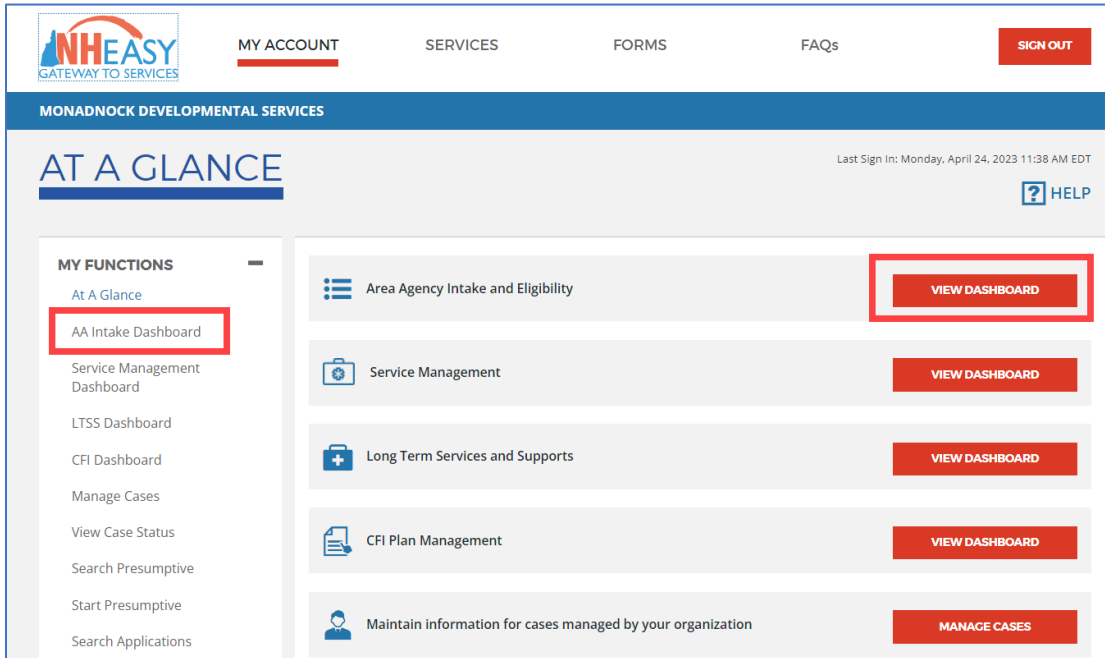 NHEASY
GATEWAY TO SERVICES
MY ACCOUNT
SERVICES
FORMS
FAQs
SIGN OUT
MONADNOCK DEVELOPMENTAL SERVICES
AT A GLANCE
Last Sign In: Monday, April 24, 2023 11:38 AM EDT
? HELP
MY FUNCTIONS
At A Glance
AA Intake Dashboard
Service Management
Dashboard
LTSS Dashboard
CFI Dashboard
Manage Cases
View Case Status
Search Presumptive
Start Presumptive
Search Applications
Area Agency Intake and Eligibility
VIEW DASHBOARD
Service Management
VIEW DASHBOARD
Long Term Services and Supports
VIEW DASHBOARD
CFI Plan Management
VIEW DASHBOARD
Maintain information for cases managed by your organization
MANAGE CASES